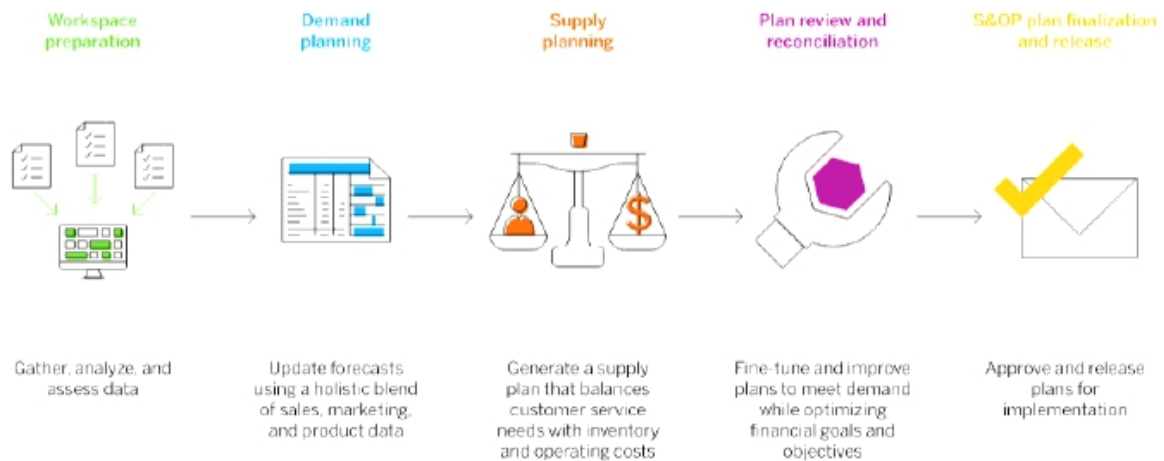 Workspace
preparation
Demand
planning
Supply
planning
Plan review and
reconciliation
S&OP plan finalization
and release
$
Gather, analyze, and
assess data
Update forecasts
using a holistic blend
of sales, marketing,
and product data
Generate a supply
plan that balances
customer service
needs with inventory
and operating costs
Fine-tune and improve
plans to meet demand
while optimizing
financial goals and
objectives
Approve and release
plans for
implementation